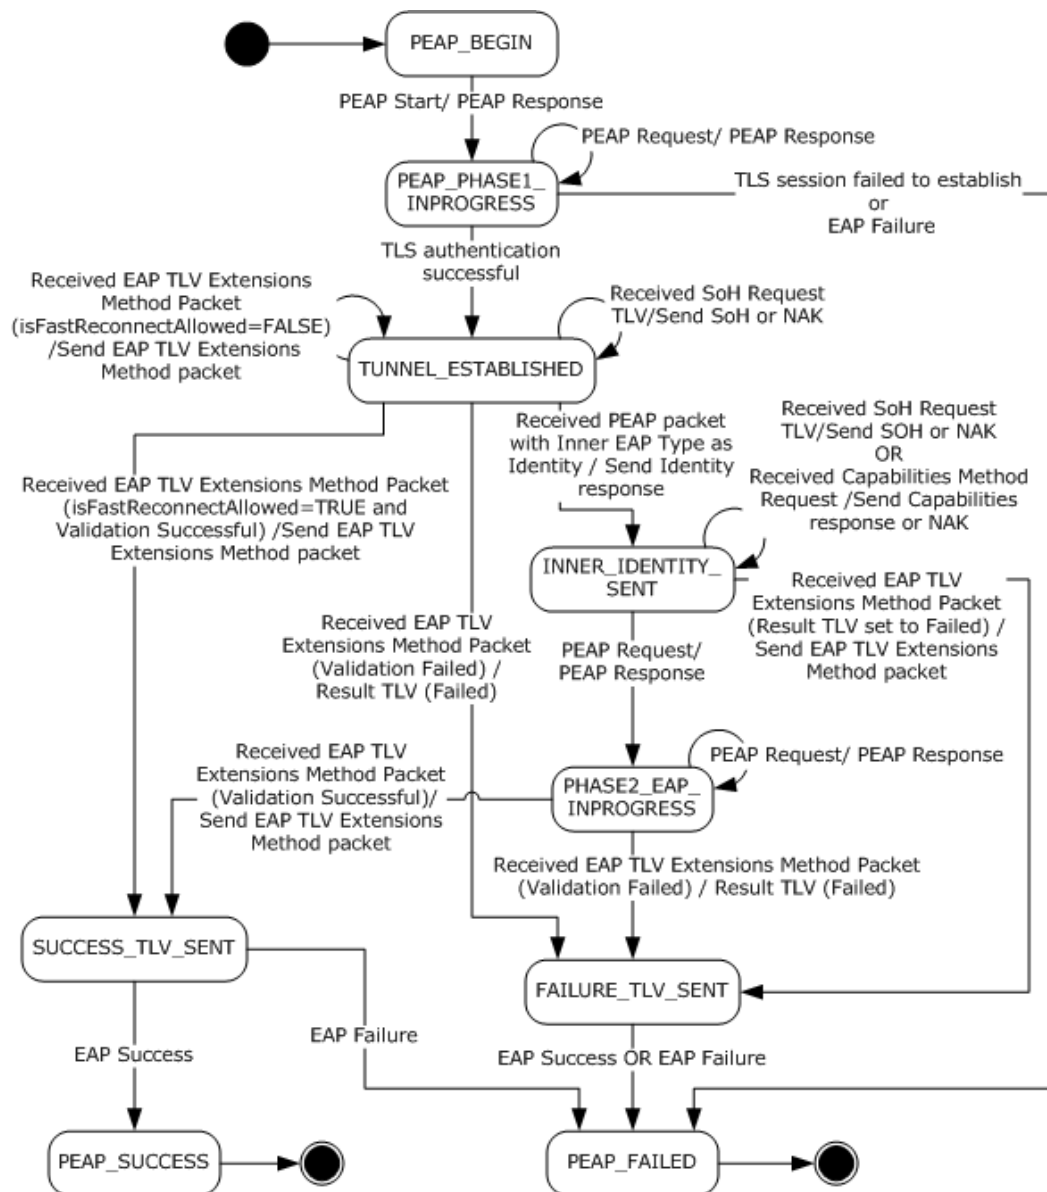 PEAP_BEGIN
PEAP Start/ PEAP Response
PEAP Request/ PEAP Response
PEAP_PHASE1_
INPROGRESS
TLS session failed to establish
or
EAP Failure
TLS authentication
successful
Received EAP TLV Extensions
Method Packet
(isFastReconnectAllowed=FALSE)
/Send EAP TLV Extensions
Method packet
Received SoH Request
TLV/Send SoH or NAK
TUNNEL_ESTABLISHED
Received PEAP packet
with Inner EAP Type as
Identity / Send Identity
response
Received SoH Request
TLV/Send SOH or NAK
OR
Received Capabilities Method
Request /Send Capabilities
response or NAK
Received EAP TLV Extensions Method Packet
(isFastReconnectAllowed=TRUE and
Validation Successful) /Send EAP TLV
Extensions Method packet
INNER_IDENTITY_
SENT
Received EAP TLV
Extensions Method Packet
(Result TLV set to Failed) /
Send EAP TLV Extensions
Method packet
Received EAP TLV
Extensions Method Packet
(Validation Failed) /
Result TLV (Failed)
PEAP Request/
PEAP Response
Received EAP TLV
Extensions Method Packet
(Validation Successful)/
Send EAP TLV Extensions
Method packet
PEAP Request/ PEAP Response
PHASE2_EAP_
INPROGRESS
Received EAP TLV Extensions Method Packet
(Validation Failed) / Result TLV (Failed)
SUCCESS_TLV_SENT
FAILURE_TLV_SENT
EAP Failure
EAP Success
EAP Success OR EAP Failure
PEAP_SUCCESS
PEAP_FAILED